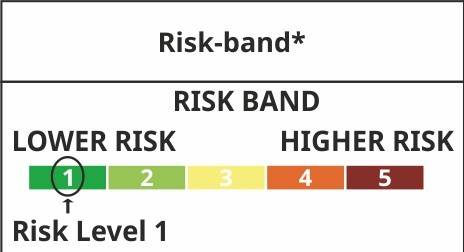 Risk-band*
RISK BAND
LOWER RISK HIGHER RISK
1 2 3 4 5
Risk Level 1